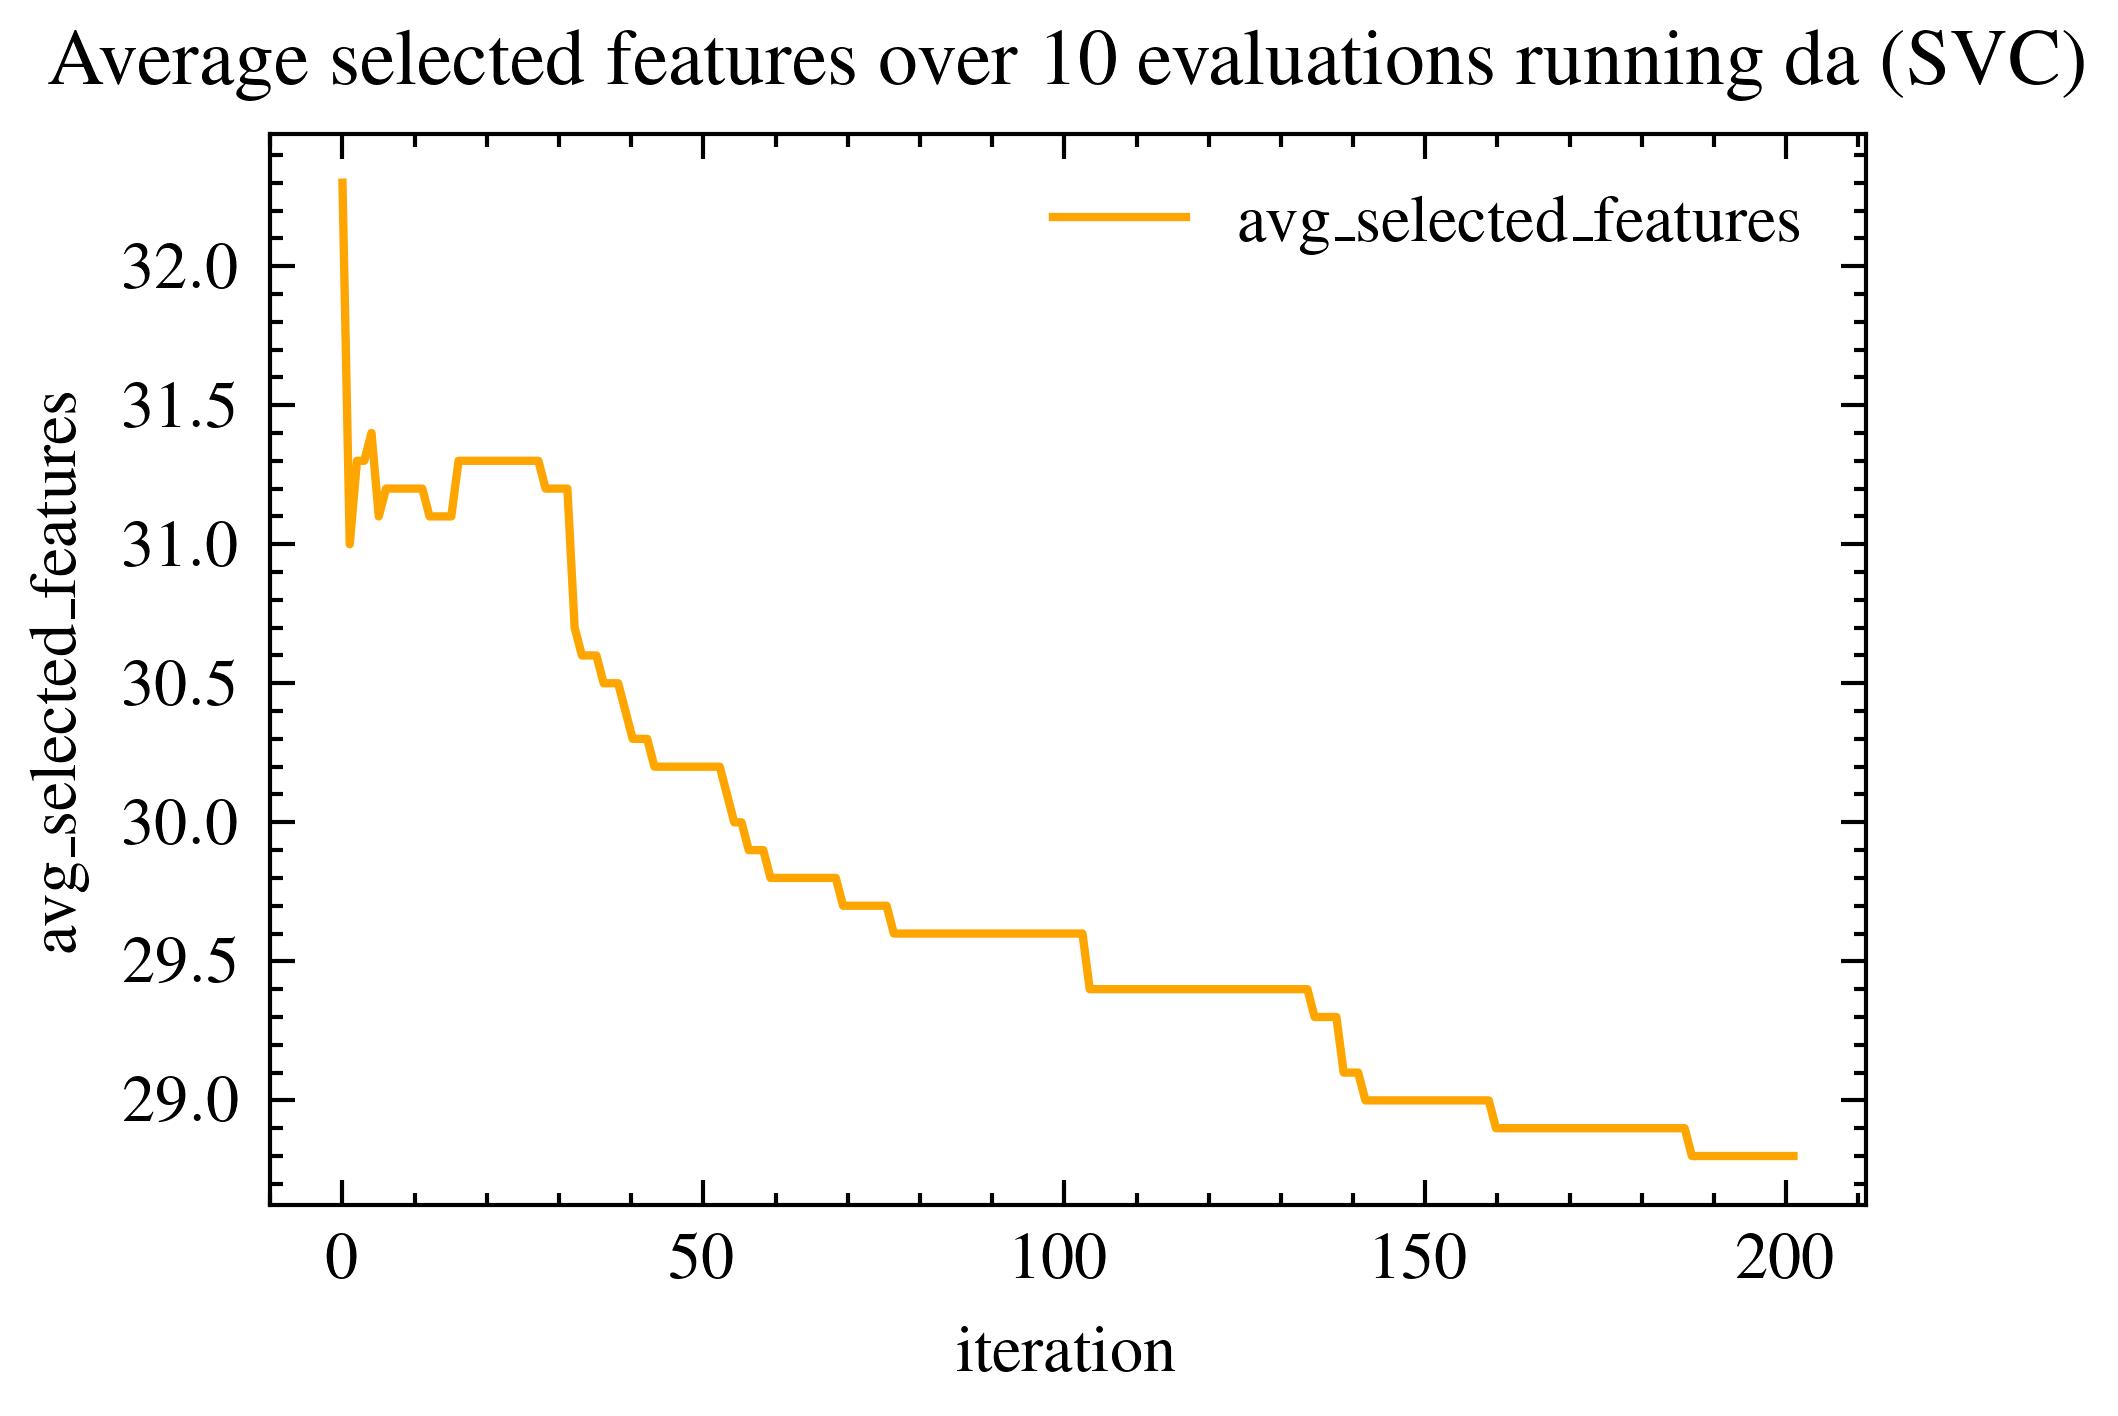 Average selected features over 10 evaluations running da (SVC)
avg_selected_features
avg_selected_features
32.0
31.5
31.0
30.5
30.0
29.5
29.0
0 50 100 150 200
iteration